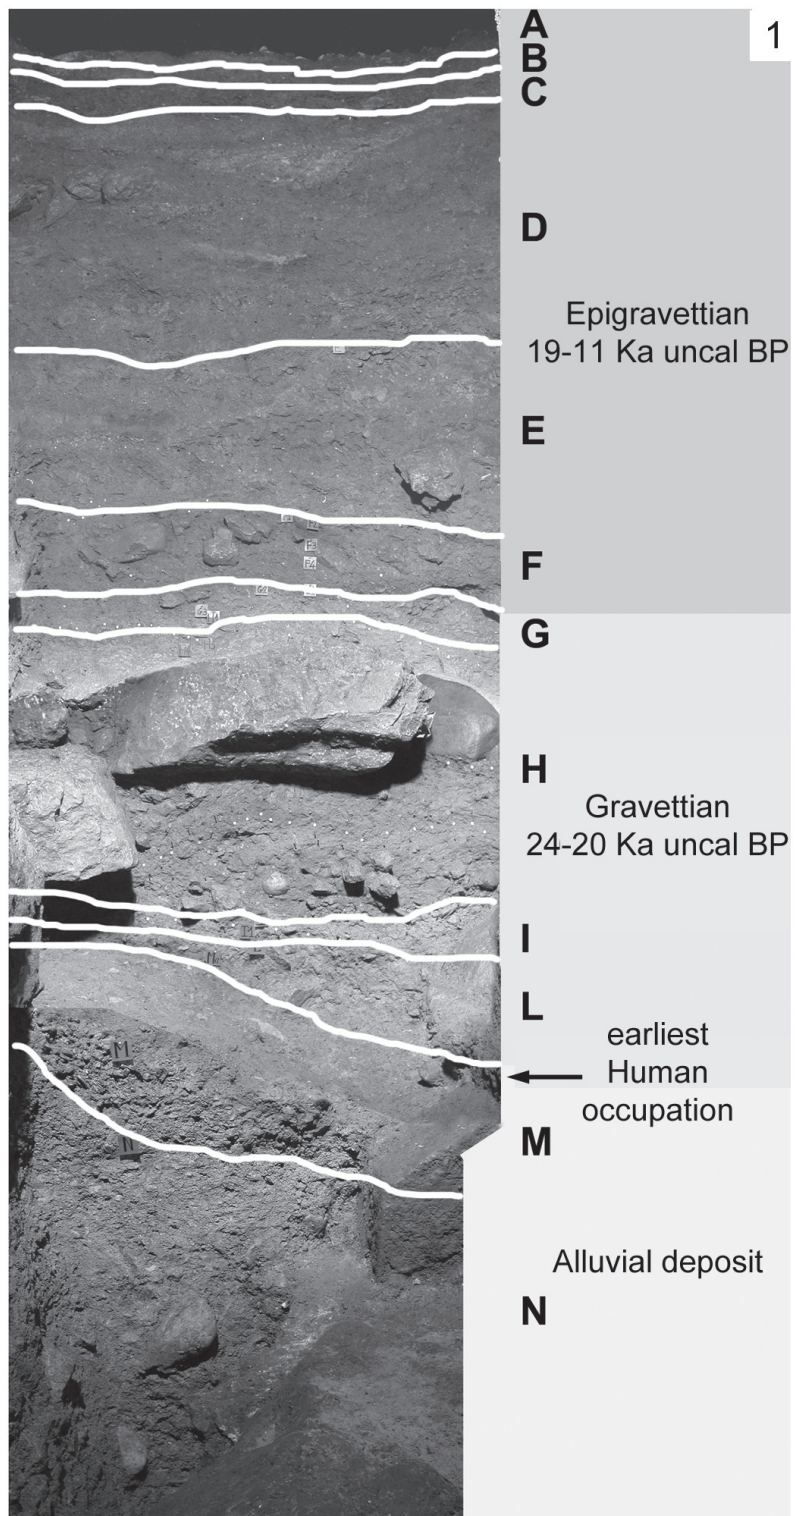 1
A
B
C
D
Epigravettian
19-11 Ka uncal BP
E
F
G
H
Gravettian
24-20 Ka uncal BP
I
L
earliest
Human
occupation
M
Alluvial deposit
N
M
N